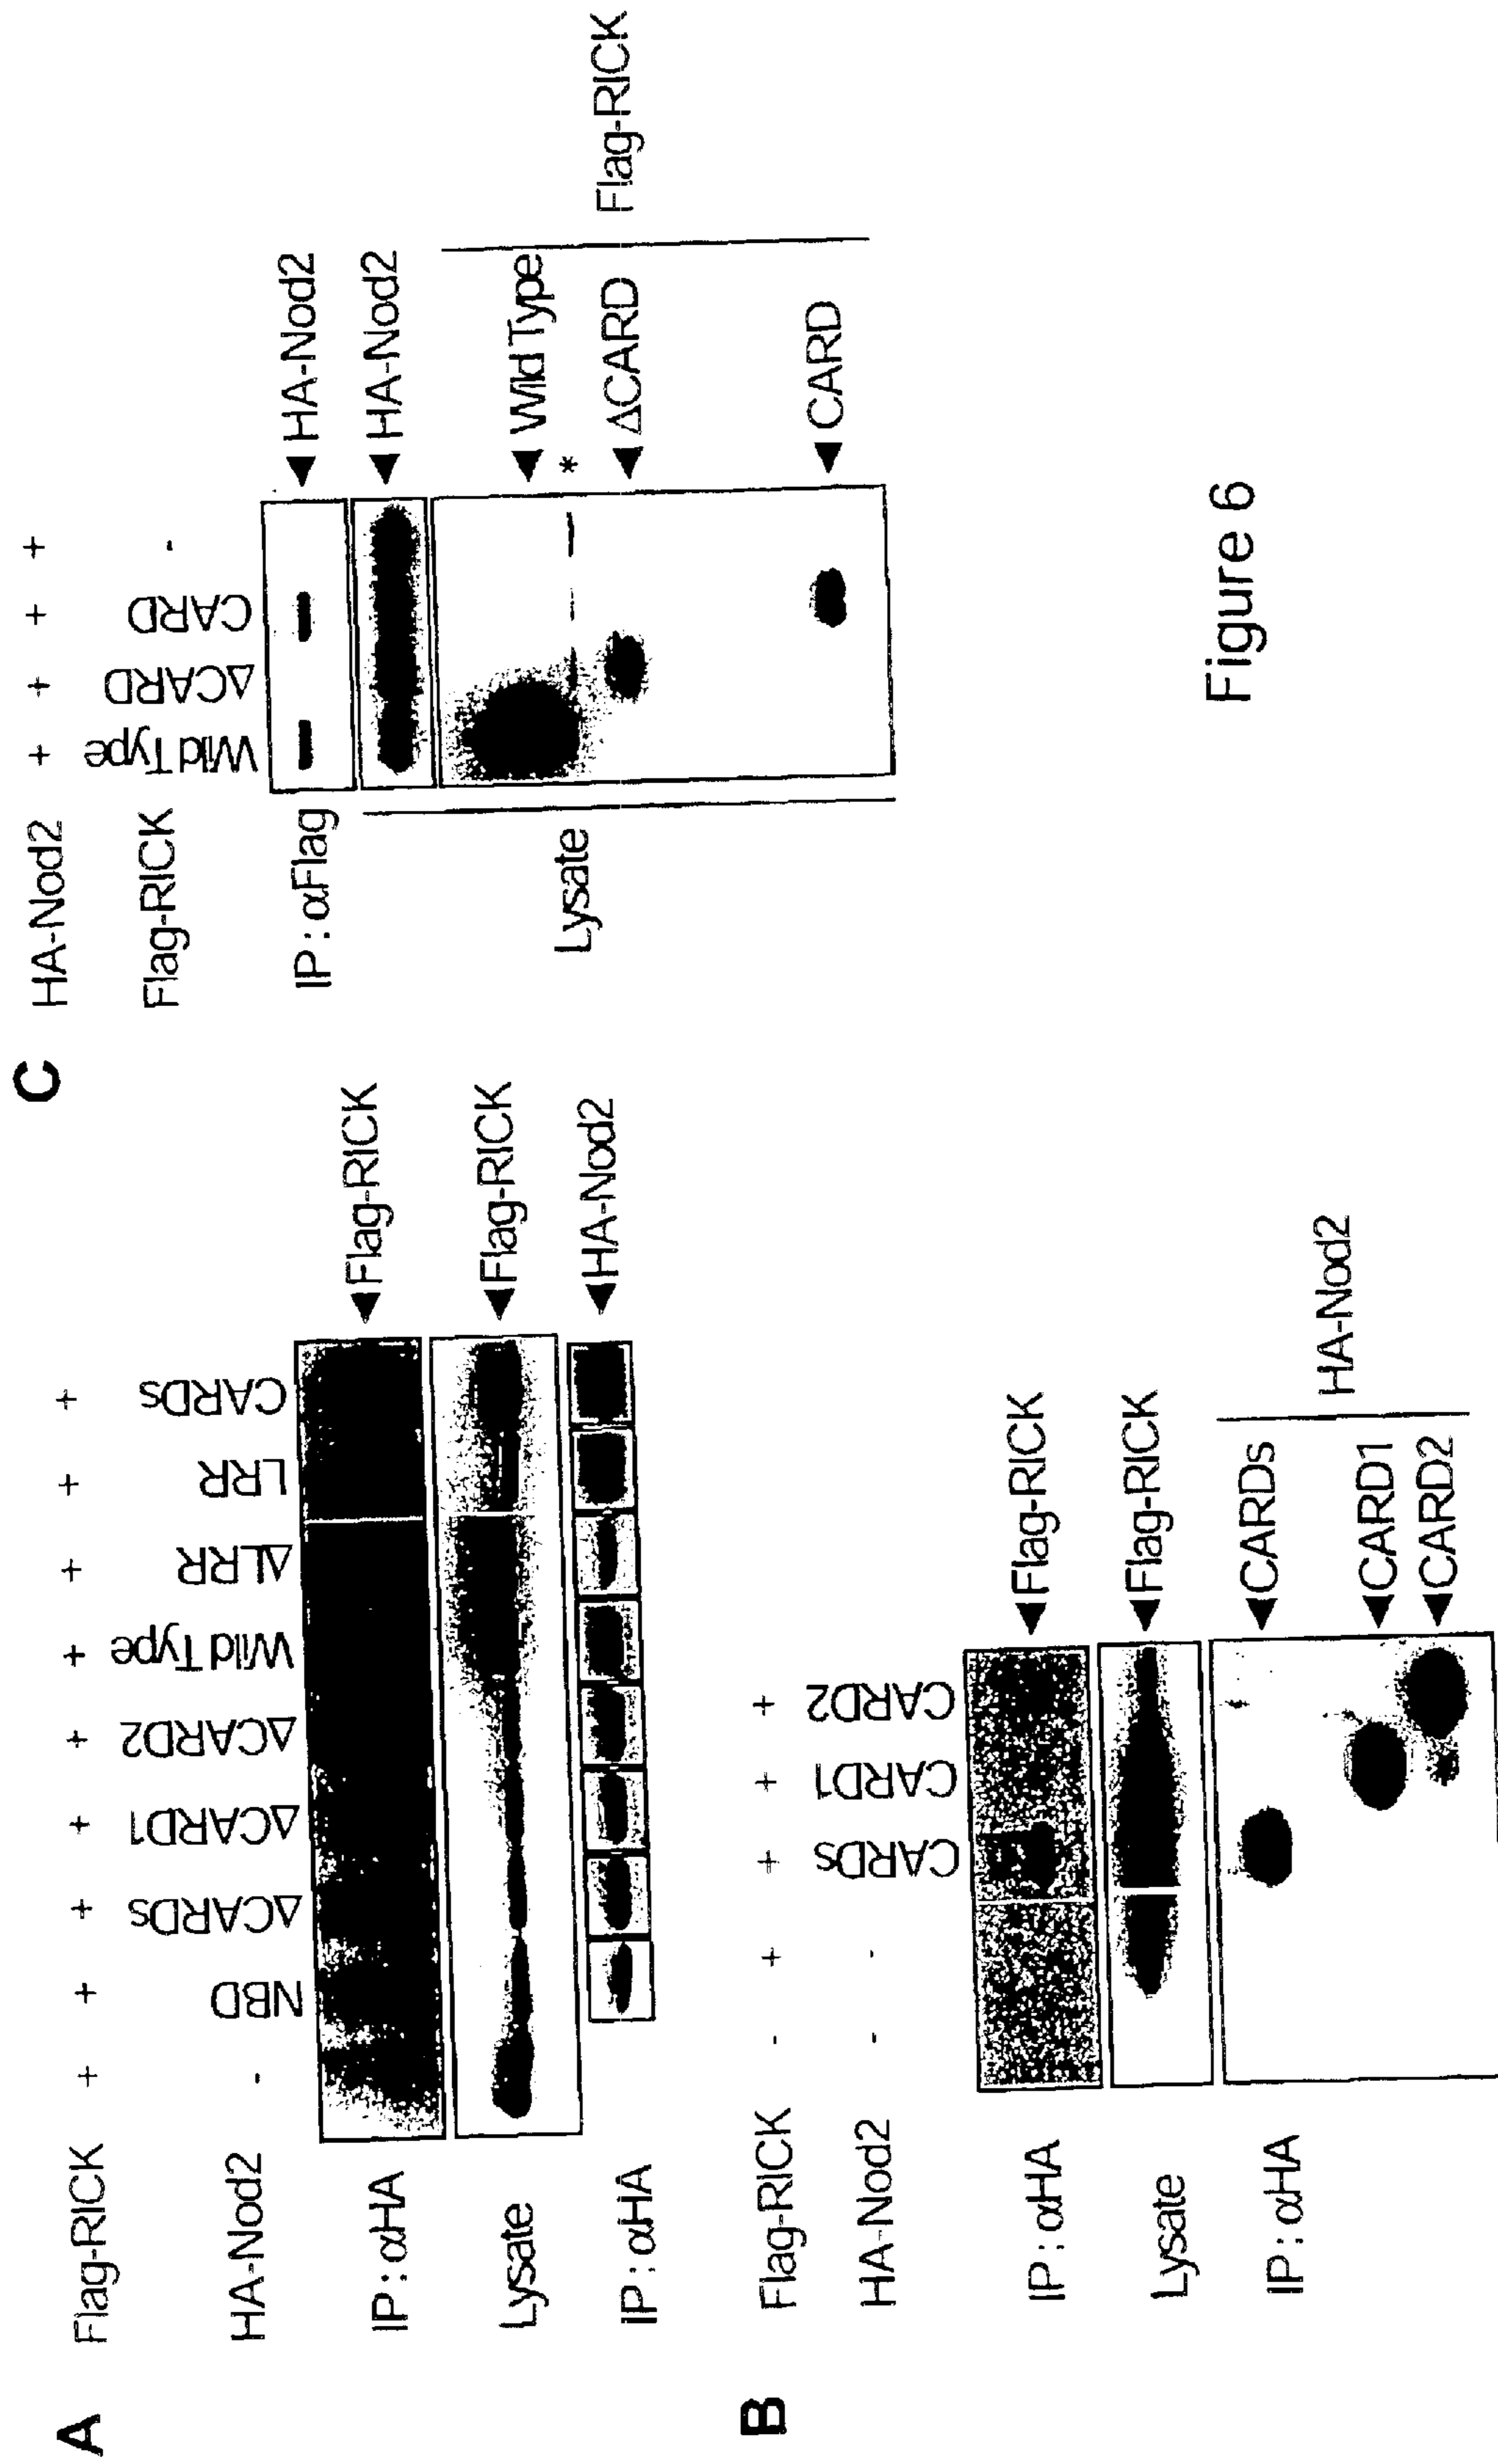 A
Flag-RICK + + + + + + + + +
HA-Nod2 - NBD ΔCARDs ΔCARD1 ΔCARD2 Wild Type ΔLRR LRR CARDs
IP: αHA ◄Flag-RICK
Lysate ◄Flag-RICK
IP: αHA ◄HA-Nod2
B
Flag-RICK - + + + +
HA-Nod2 - - CARDs CARD1 CARD2
IP: αHA ◄Flag-RICK
Lysate ◄Flag-RICK
IP: αHA ◄CARDs
◄CARD1
◄CARD2
HA-Nod2
*
C
HA-Nod2 + + + +
Flag-RICK Wild Type ΔCARD CARD -
IP: αFlag ◄HA-Nod2
Lysate ◄HA-Nod2
◄Wild Type
*
◄ΔCARD
◄CARD
Flag-RICK
Figure 6